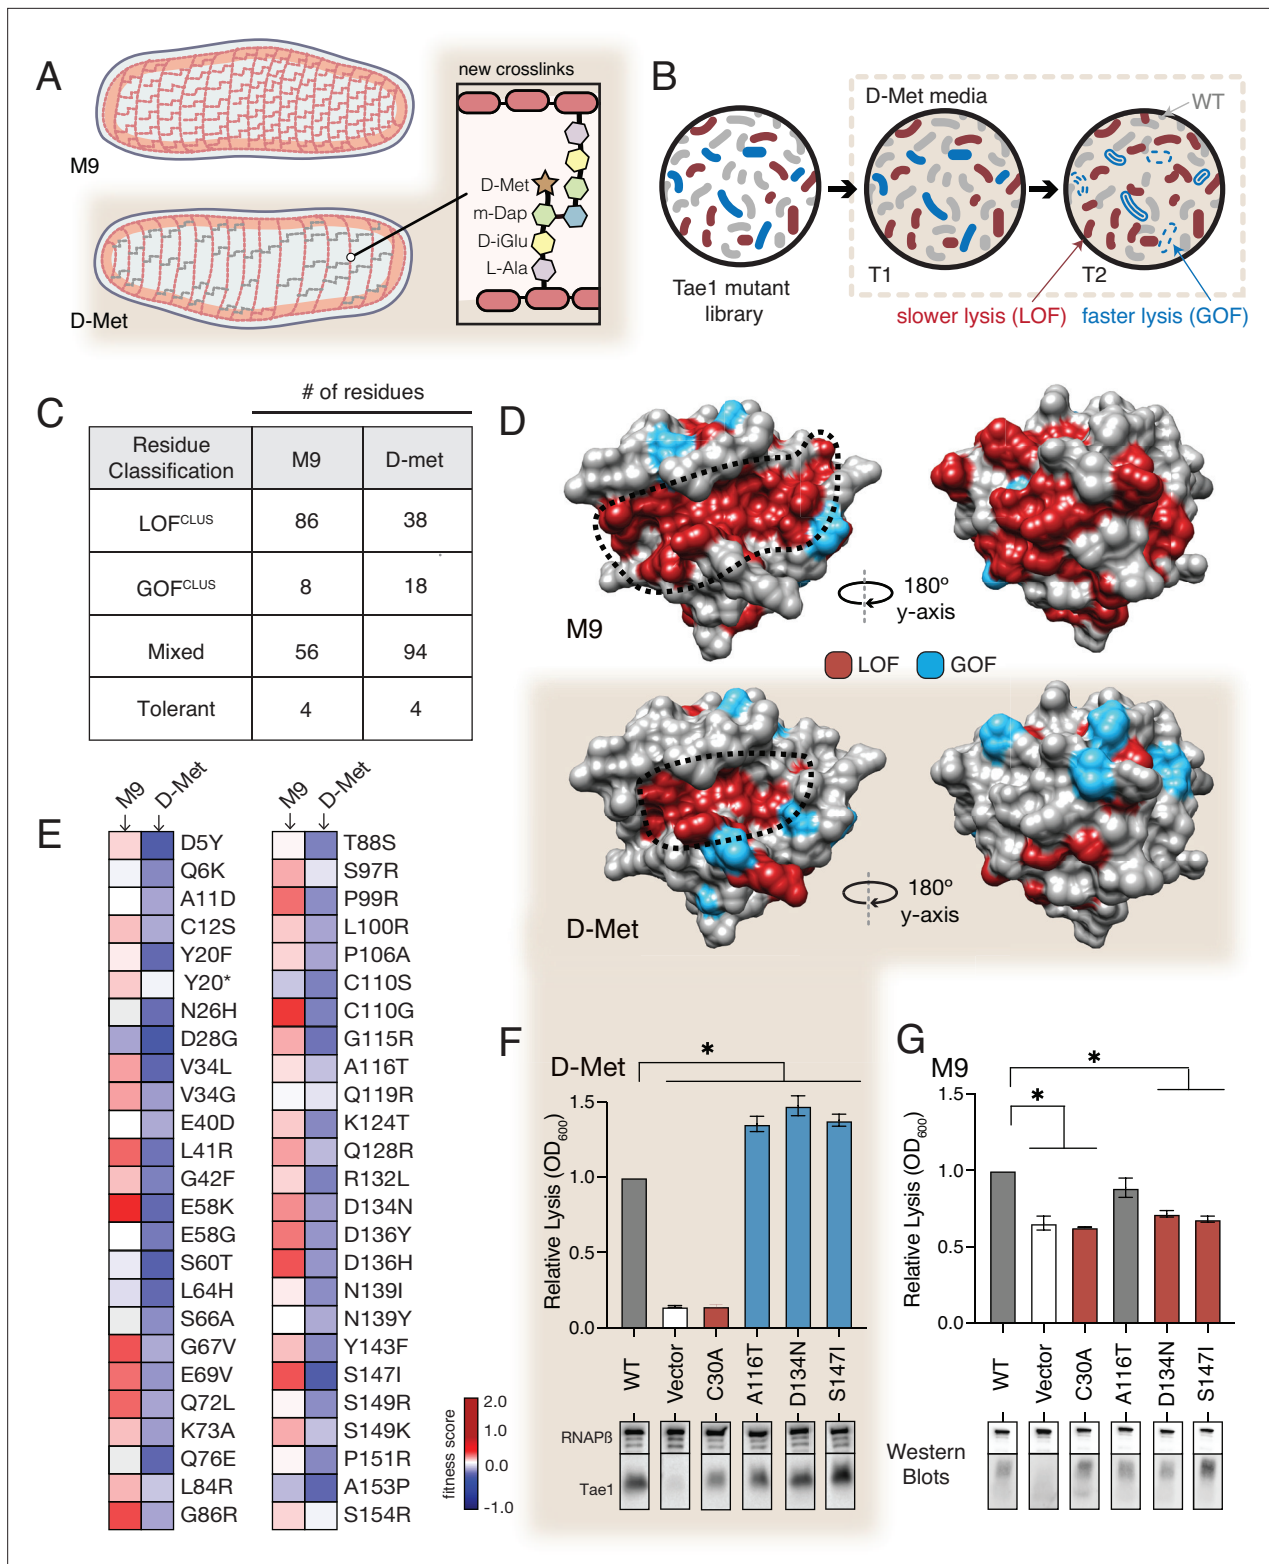 A
M9
D-Met
new crosslinks
D-Met
m-Dap
D-iGlu
L-Ala
B
D-Met media
WT
Tae1 mutant
library
T1
T2
slower lysis (LOF)
faster lysis (GOF)
C
# of residues
Residue Classification
M9
D-met
LOFCLUS
86
38
GOFCLUS
8
18
Mixed
56
94
Tolerant
4
4
D
M9
180º
y-axis
LOF
GOF
D-Met
180º
y-axis
E
M9
D-Met
D5Y
Q6K
A11D
C12S
Y20F
Y20*
N26H
D28G
V34L
V34G
E40D
L41R
G42F
E58K
E58G
S60T
L64H
S66A
G67V
E69V
Q72L
K73A
Q76E
L84R
G86R
M9
D-Met
T88S
S97R
P99R
L100R
P106A
C110S
C110G
G115R
A116T
Q119R
K124T
Q128R
R132L
D134N
D136Y
D136H
N139I
N139Y
Y143F
S147I
S149R
S149K
P151R
A153P
S154R
fitness score
2.0
1.0
0.0
-1.0
F
D-Met
*
Relative Lysis (OD600)
1.5
1.0
0.5
0.0
WT
Vector
C30A
A116T
D134N
S147I
RNAPß
Tae1
G
M9
*
*
Relative Lysis (OD600)
1.5
1.0
0.5
0.0
WT
Vector
C30A
A116T
D134N
S147I
Western
Blots